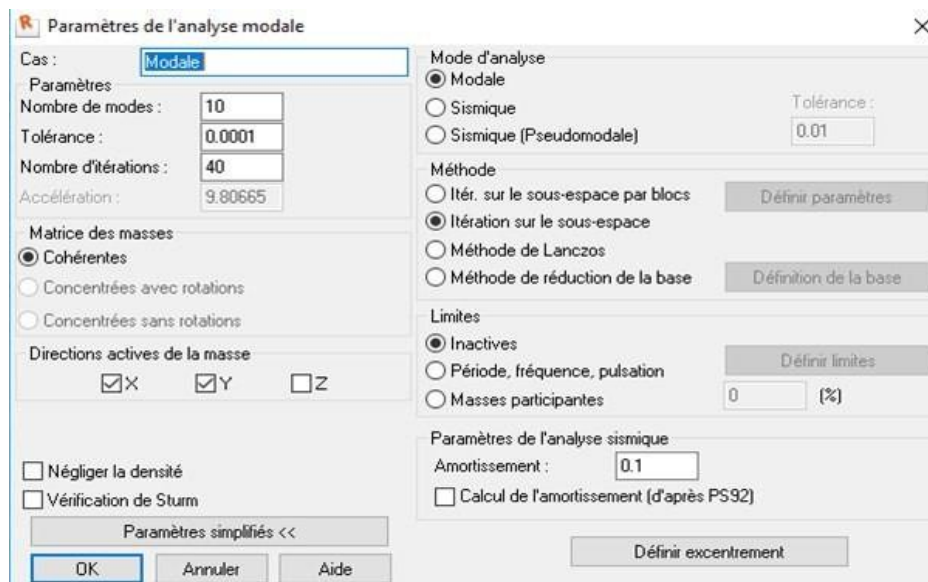 Paramètres de l'analyse modale
Cas :
Modale
Paramètres
Nombre de modes :
10
Tolérance :
0.0001
Nombre d'itérations :
40
Accélération :
9.80665
Matrice des masses
Cohérentes
Concentrées avec rotations
Concentrées sans rotations
Directions actives de la masse
X
Y
Z
Négliger la densité
Vérification de Sturm
Paramètres simplifiés <<
OK
Annuler
Aide
Mode d'analyse
Modale
Sismique
Sismique (Pseudomodale)
Tolérance :
0.01
Méthode
Itér. sur le sous-espace par blocs
Définir paramètres
Itération sur le sous-espace
Méthode de Lanczos
Méthode de réduction de la base
Définition de la base
Limites
Inactives
Définir limites
Période, fréquence, pulsation
Masses participantes
0
(%)
Paramètres de l'analyse sismique
Amortissement :
0.1
Calcul de l'amortissement (d'après PS92)
Définir excentrement